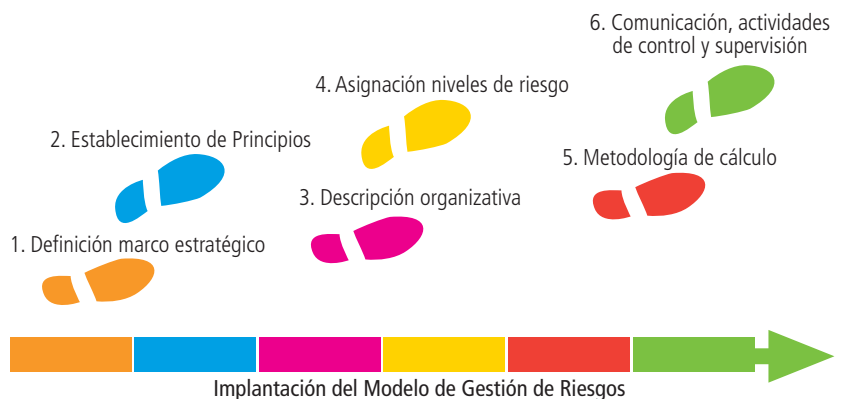 1. Definición marco estratégico
2. Establecimiento de Principios
3. Descripción organizativa
4. Asignación niveles de riesgo
5. Metodología de cálculo
6. Comunicación, actividades
de control y supervisión
Implantación del Modelo de Gestión de Riesgos